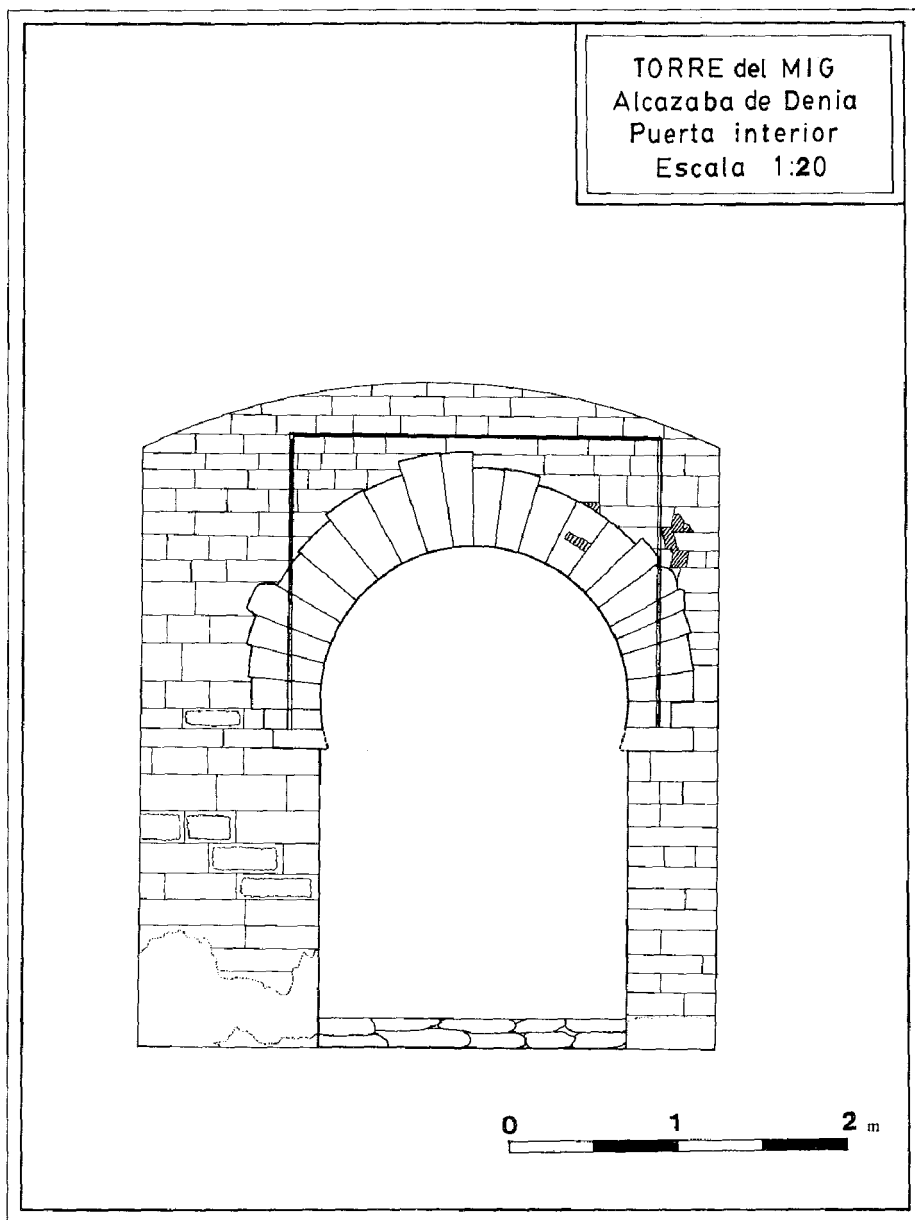 TORRE del MIG
Alcazaba de Denia
Puerta interior
Escala 1:20
0 1 2 m